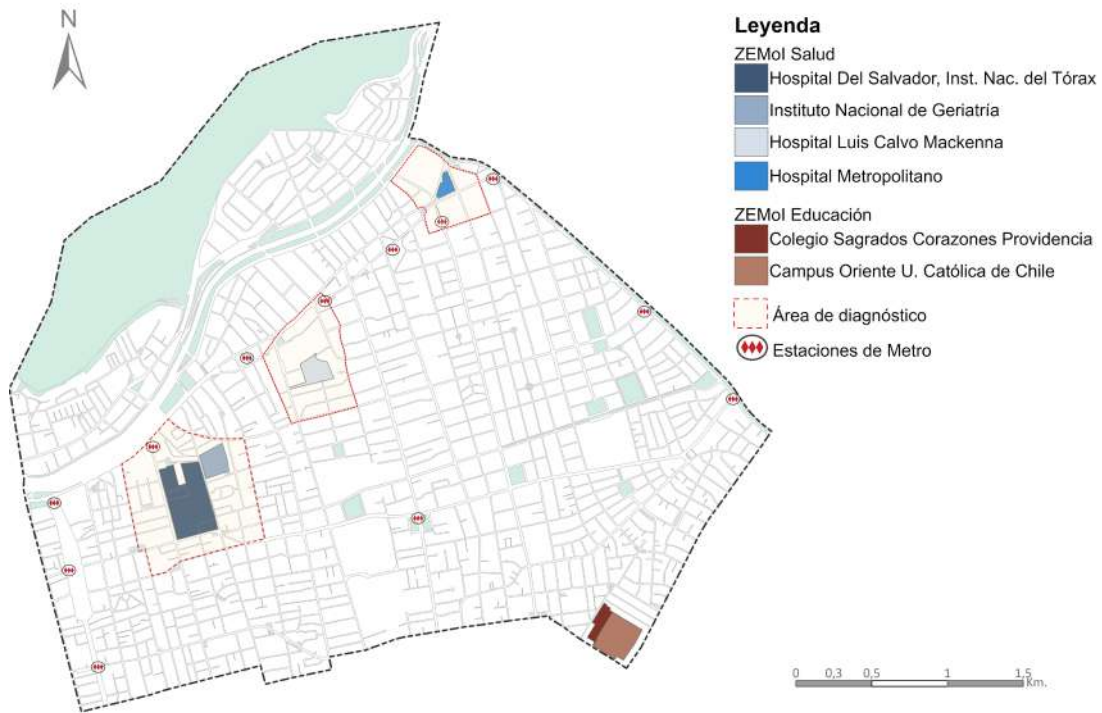 N
Leyenda
ZEMoI Salud
Hospital Del Salvador, Inst. Nac. del Tórax
Instituto Nacional de Geriatría
Hospital Luis Calvo Mackenna
Hospital Metropolitano
ZEMoI Educación
Colegio Sagrados Corazones Providencia
Campus Oriente U. Católica de Chile
Área de diagnóstico
Estaciones de Metro
0 0,3 0,5 1 1,5
Km.